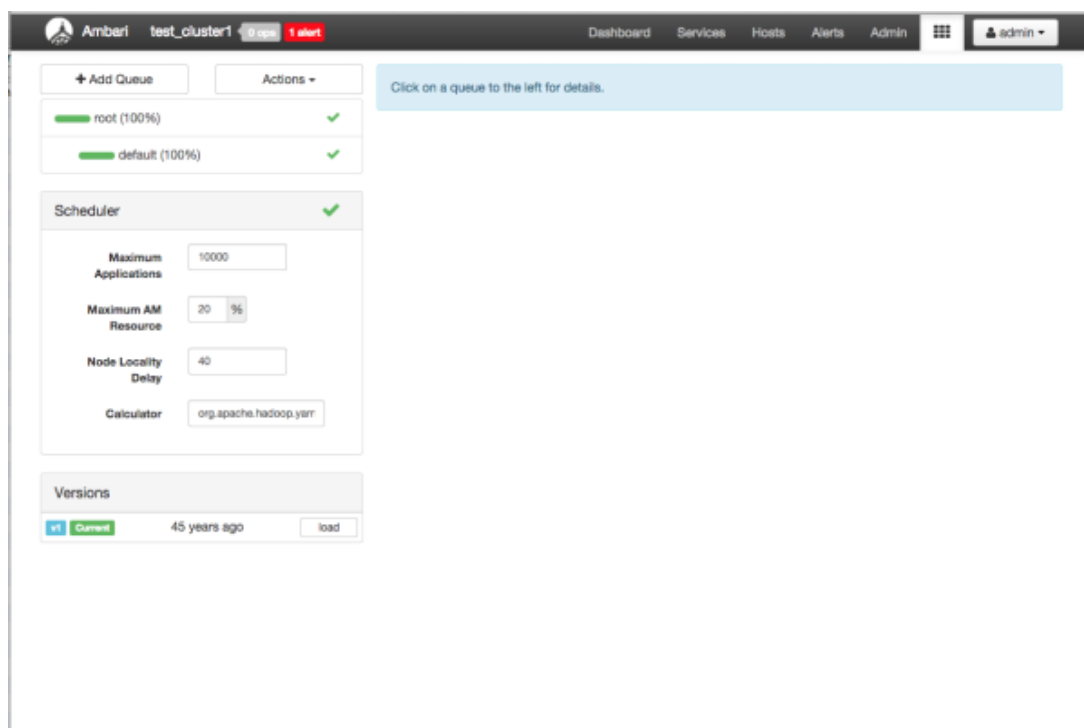 Ambari test_cluster1 0 ops 1 alert Dashboard Services Hosts Alerts Admin admin
+ Add Queue Actions
Click on a queue to the left for details.
root (100%)
default (100%)
Scheduler
Maximum Applications 10000
Maximum AM Resource 20 %
Node Locality Delay 40
Calculator org.apache.hadoop.yarn
Versions
v1 Current 45 years ago load